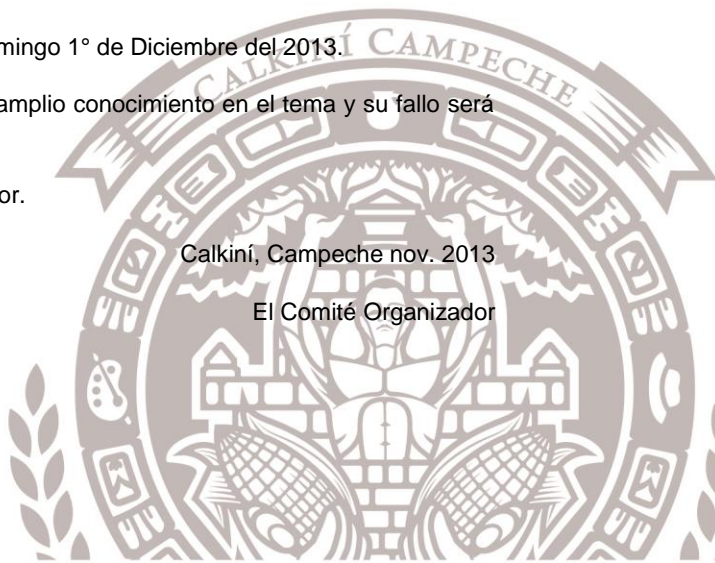 CALKINÍ CAMPECHE
mingo 1° de Diciembre del 2013.
amplio conocimiento en el tema y su fallo será
or.
Calkiní, Campeche nov. 2013
El Comité Organizador